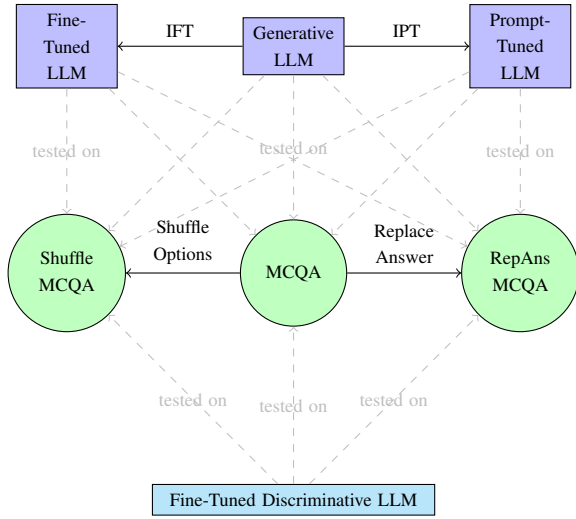 Fine-
Tuned
LLM
IFT
Generative
LLM
IPT
Prompt-
Tuned
LLM
tested on
tested on
tested on
Shuffle
MCQA
Shuffle
Options
MCQA
Replace
Answer
RepAns
MCQA
tested on
tested on
tested on
Fine-Tuned Discriminative LLM